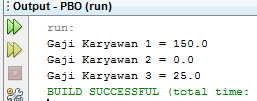 Output - PBO (run)
run:
Gaji Karyawan 1 = 150.0
Gaji Karyawan 2 = 0.0
Gaji Karyawan 3 = 25.0
BUILD SUCCESSFUL (total time: